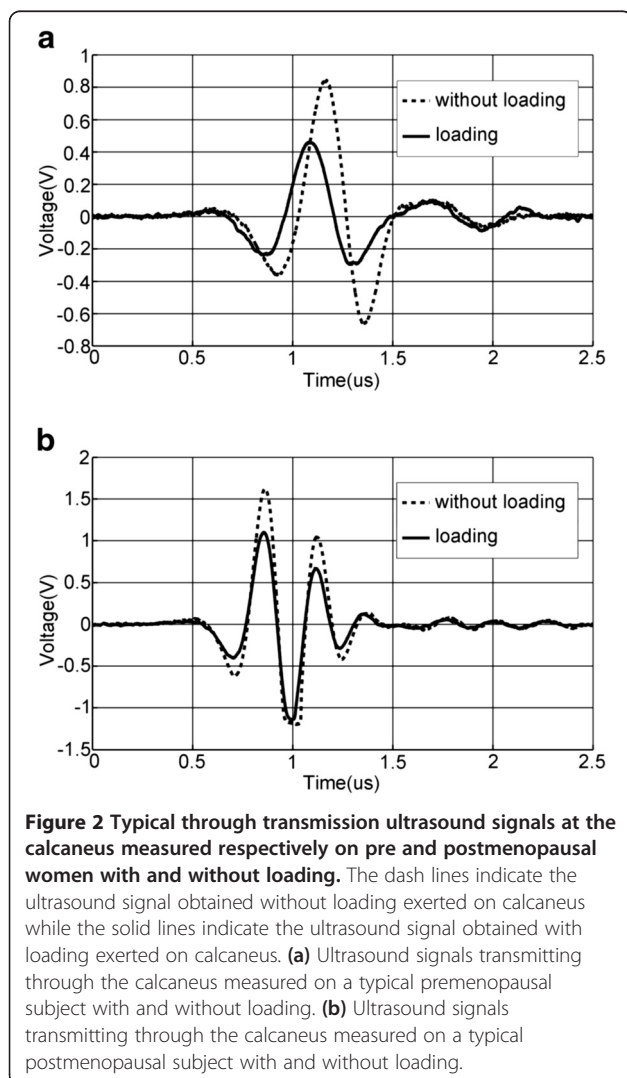 a
1
0.8
0.6
0.4
0.2
0
-0.2
-0.4
-0.6
-0.8
Voltage(V)
without loading
loading
0 0.5 1 1.5 2 2.5
Time(us)
b
2
1.5
1
0.5
0
-0.5
-1
-1.5
Voltage(V)
without loading
loading
0 0.5 1 1.5 2 2.5
Time(us)
Figure 2 Typical through transmission ultrasound signals at the
calcaneus measured respectively on pre and postmenopausal
women with and without loading. The dash lines indicate the
ultrasound signal obtained without loading exerted on calcaneus
while the solid lines indicate the ultrasound signal obtained with
loading exerted on calcaneus. (a) Ultrasound signals transmitting
through the calcaneus measured on a typical premenopausal
subject with and without loading. (b) Ultrasound signals
transmitting through the calcaneus measured on a typical
postmenopausal subject with and without loading.